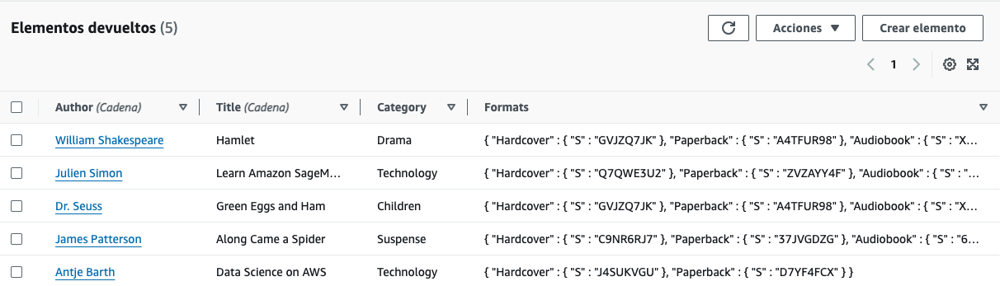 Elementos devueltos (5) Acciones Crear elemento
1
Author (Cadena) Title (Cadena) Category Formats
William Shakespeare Hamlet Drama { "Hardcover" : { "S" : "GVJZQ7JK" }, "Paperback" : { "S" : "A4TFUR98" }, "Audiobook" : { "S" : "X...
Julien Simon Learn Amazon SageM... Technology { "Hardcover" : { "S" : "Q7QWE3U2" }, "Paperback" : { "S" : "ZVZAYY4F" }, "Audiobook" : { "S" : "...
Dr. Seuss Green Eggs and Ham Children { "Hardcover" : { "S" : "GVJZQ7JK" }, "Paperback" : { "S" : "A4TFUR98" }, "Audiobook" : { "S" : "X...
James Patterson Along Came a Spider Suspense { "Hardcover" : { "S" : "C9NR6RJ7" }, "Paperback" : { "S" : "37JVGDZG" }, "Audiobook" : { "S" : "6...
Antje Barth Data Science on AWS Technology { "Hardcover" : { "S" : "J4SUKVGU" }, "Paperback" : { "S" : "D7YF4FCX" } }